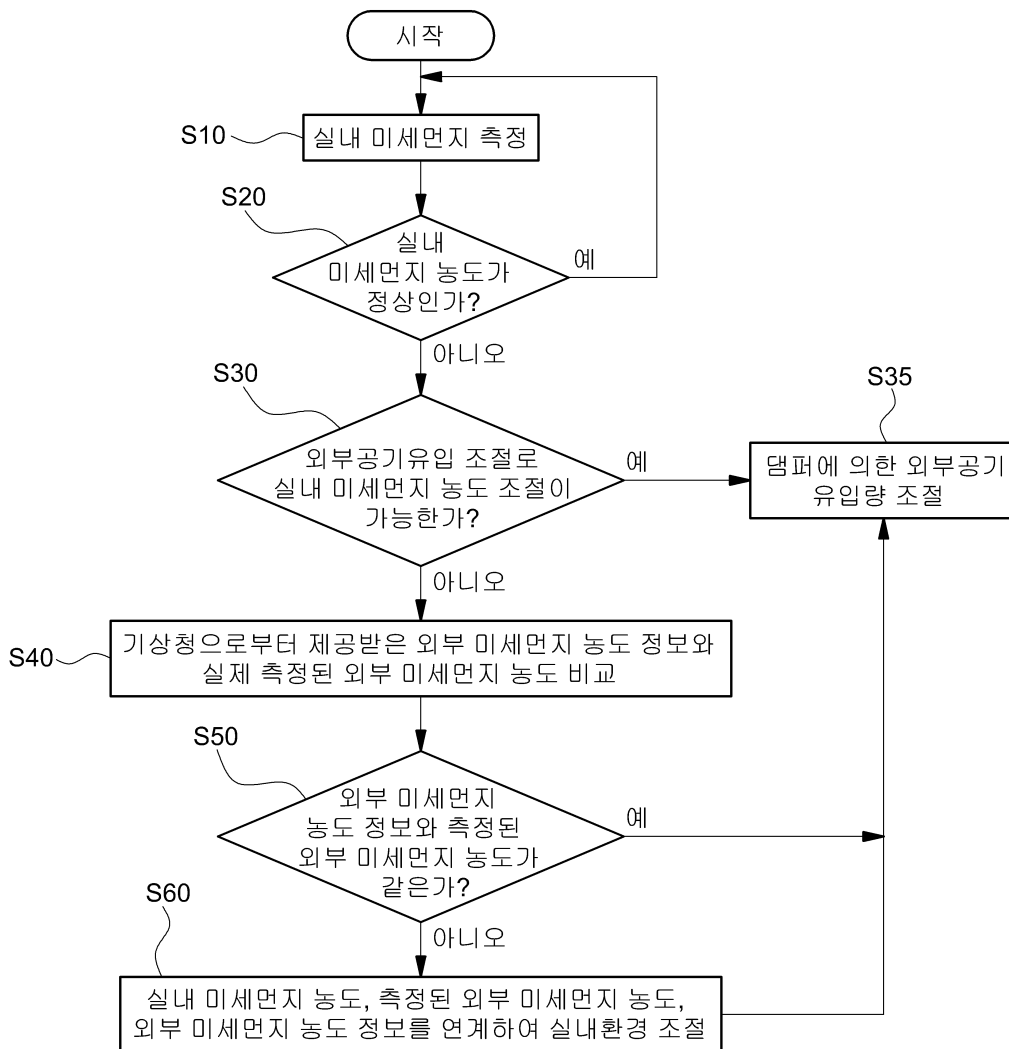 시작
S10
실내 미세먼지 측정
S20
실내
미세먼지 농도가
정상인가?
예
아니오
S30
외부공기유입 조절로
실내 미세먼지 농도 조절이
가능한가?
예
S35
댐퍼에 의한 외부공기
유입량 조절
아니오
S40
기상청으로부터 제공받은 외부 미세먼지 농도 정보와
실제 측정된 외부 미세먼지 농도 비교
S50
외부 미세먼지
농도 정보와 측정된
외부 미세먼지 농도가
같은가?
예
아니오
S60
실내 미세먼지 농도, 측정된 외부 미세먼지 농도,
외부 미세먼지 농도 정보를 연계하여 실내환경 조절